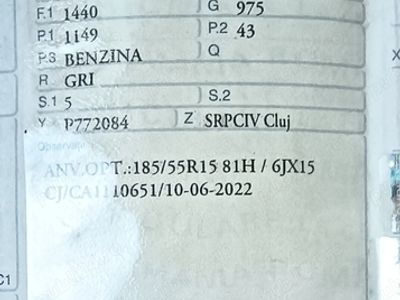 F.1 1440 G 975
P.1 1149 P.2 43
P.3 BENZINA Q
R GRI
S.1 5 S.2
Y P772084 Z SRPCIV Cluj
Observații
ANV.OPT.:185/55R15 81H / 6JX15
CJ/CA1110651/10-06-2022
C1
X